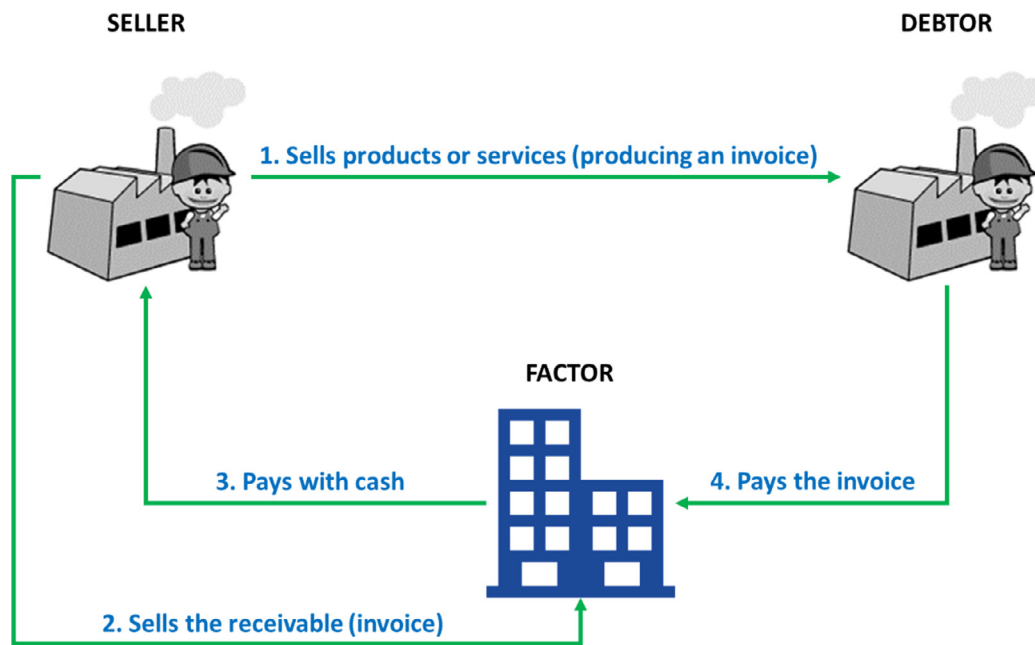 SELLER
DEBTOR
1. Sells products or services (producing an invoice)
FACTOR
3. Pays with cash
4. Pays the invoice
2. Sells the receivable (invoice)